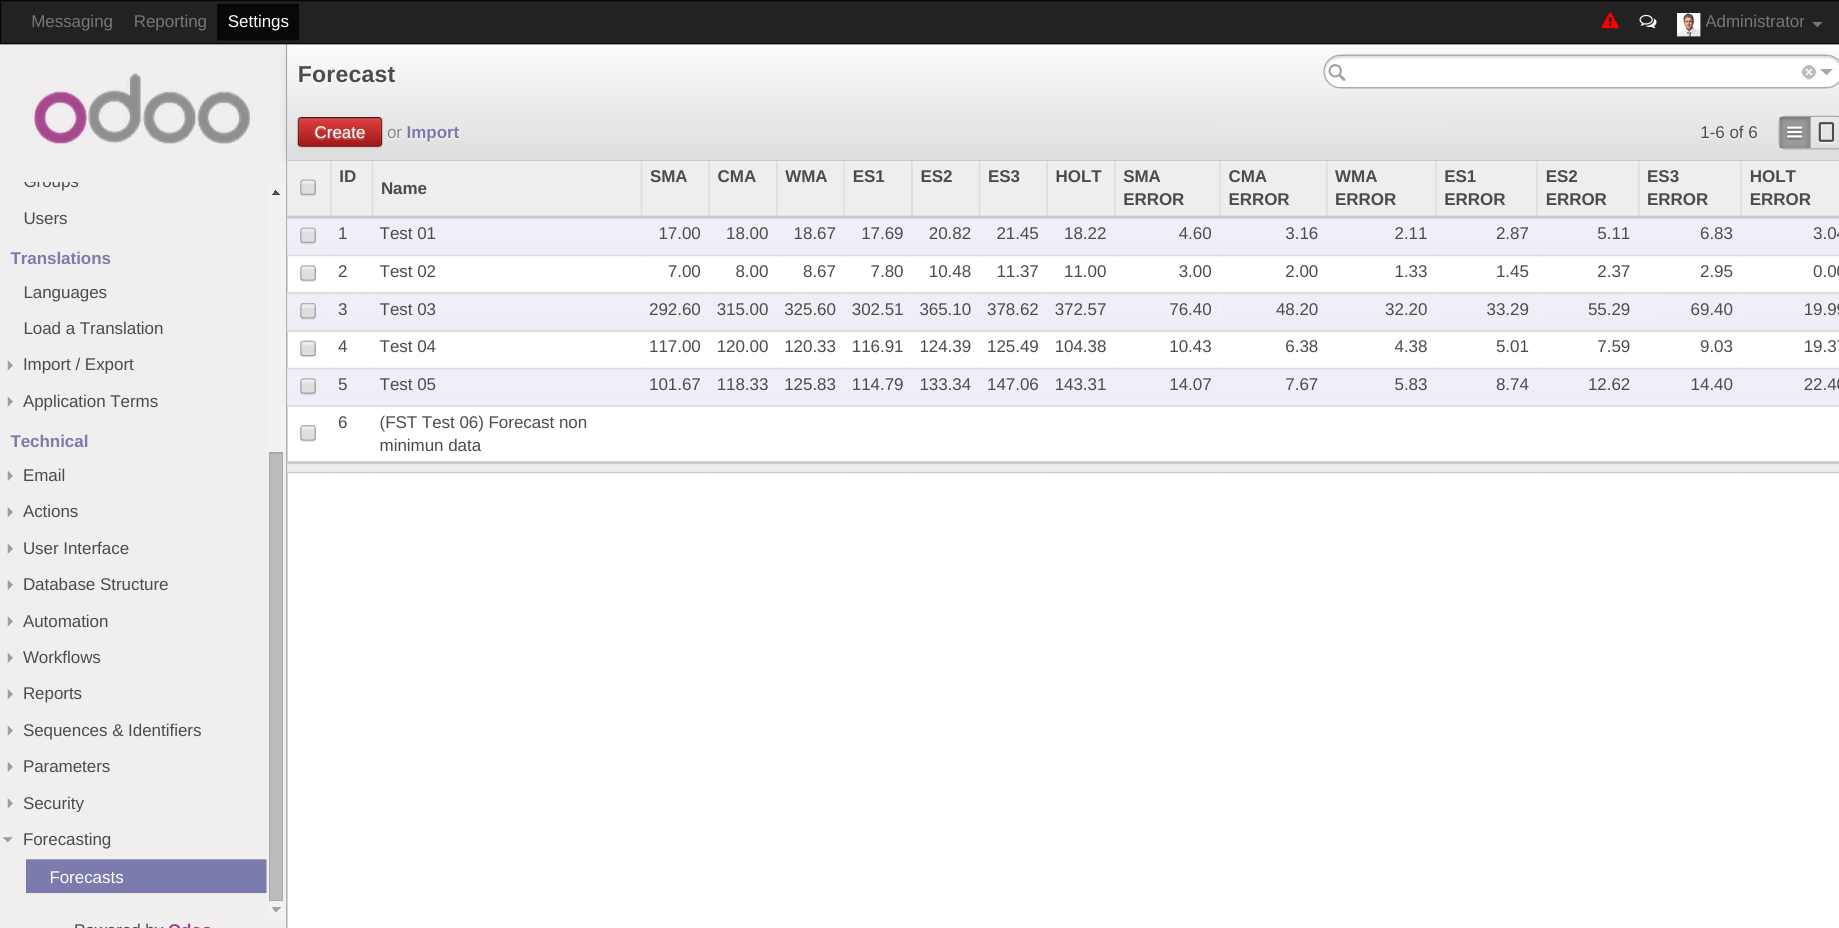 Messaging Reporting Settings Administrator
odoo
Groups
Users
Translations
Languages
Load a Translation
Import / Export
Application Terms
Technical
Email
Actions
User Interface
Database Structure
Automation
Workflows
Reports
Sequences & Identifiers
Parameters
Security
Forecasting
Forecasts
Powered by Odoo
Forecast
Create or Import 1-6 of 6
ID Name SMA CMA WMA ES1 ES2 ES3 HOLT SMA ERROR CMA ERROR WMA ERROR ES1 ERROR ES2 ERROR ES3 ERROR HOLT ERROR
1 Test 01 17.00 18.00 18.67 17.69 20.82 21.45 18.22 4.60 3.16 2.11 2.87 5.11 6.83 3.04
2 Test 02 7.00 8.00 8.67 7.80 10.48 11.37 11.00 3.00 2.00 1.33 1.45 2.37 2.95 0.00
3 Test 03 292.60 315.00 325.60 302.51 365.10 378.62 372.57 76.40 48.20 32.20 33.29 55.29 69.40 19.99
4 Test 04 117.00 120.00 120.33 116.91 124.39 125.49 104.38 10.43 6.38 4.38 5.01 7.59 9.03 19.37
5 Test 05 101.67 118.33 125.83 114.79 133.34 147.06 143.31 14.07 7.67 5.83 8.74 12.62 14.40 22.40
6 (FST Test 06) Forecast non
minimun data